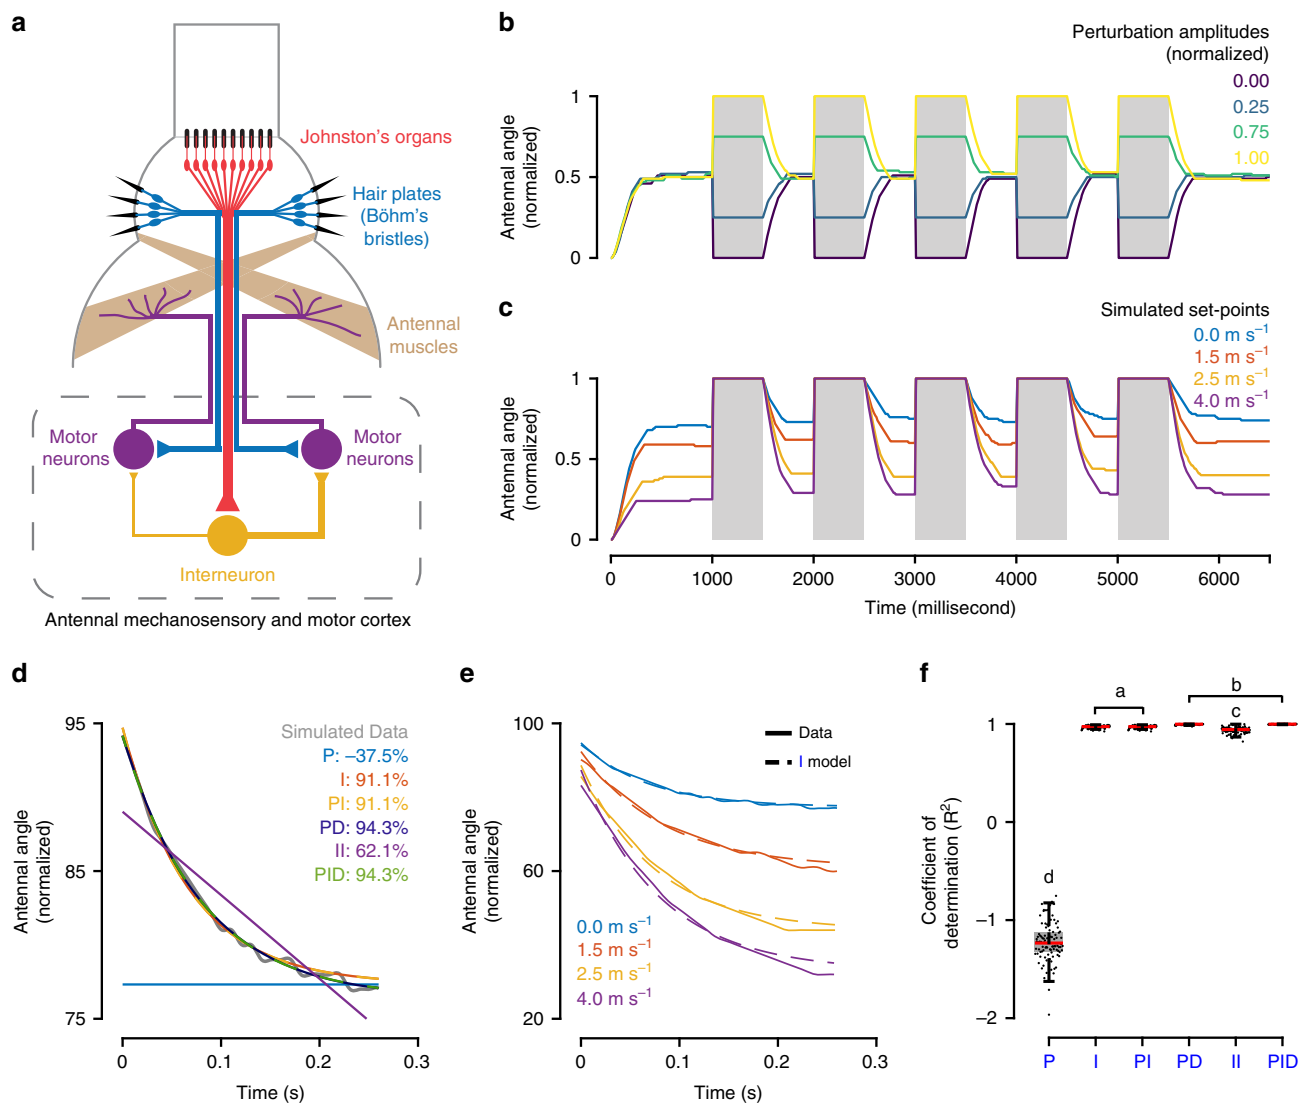 a
Johnston's organs
Hair plates
(Böhm's
bristles)
Antennal
muscles
Motor
neurons
Motor
neurons
Interneuron
Antennal mechanosensory and motor cortex
b
Perturbation amplitudes
(normalized)
0.00
0.25
0.75
1.00
Antennal angle
(normalized)
1
0.5
0
c
Simulated set-points
0.0 m s⁻¹
1.5 m s⁻¹
2.5 m s⁻¹
4.0 m s⁻¹
Antennal angle
(normalized)
1
0.5
0
0 1000 2000 3000 4000 5000 6000
Time (millisecond)
d
Antennal angle
(normalized)
95
85
75
Simulated Data
P: –37.5%
I: 91.1%
PI: 91.1%
PD: 94.3%
II: 62.1%
PID: 94.3%
0 0.1 0.2 0.3
Time (s)
e
Antennal angle
(normalized)
100
60
20
Data
I model
0.0 m s⁻¹
1.5 m s⁻¹
2.5 m s⁻¹
4.0 m s⁻¹
0 0.1 0.2 0.3
Time (s)
f
Coefficient of
determination (R²)
1
0
–1
–2
a
b
c
d
P I PI PD II PID